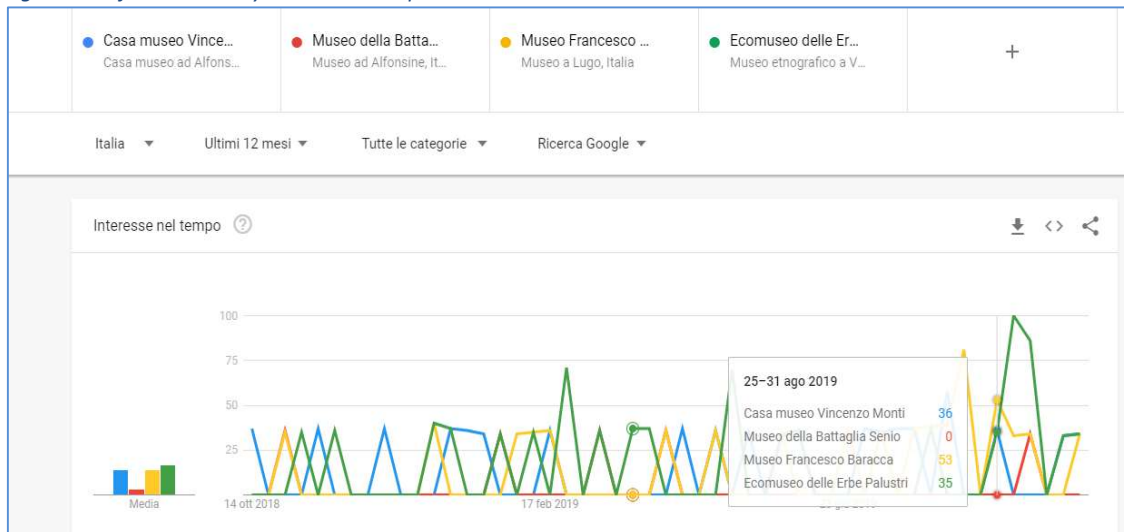 Casa museo Vince...
Casa museo ad Alfons...
Museo della Batta...
Museo ad Alfonsine, It...
Museo Francesco ...
Museo a Lugo, Italia
Ecomuseo delle Er...
Museo etnografico a V...
+
Italia
Ultimi 12 mesi
Tutte le categorie
Ricerca Google
Interesse nel tempo
?
<>
100
75
50
25
25–31 ago 2019
Casa museo Vincenzo Monti 36
Museo della Battaglia Senio 0
Museo Francesco Baracca 53
Ecomuseo delle Erbe Palustri 35
Media
14 ott 2018
17 feb 2019